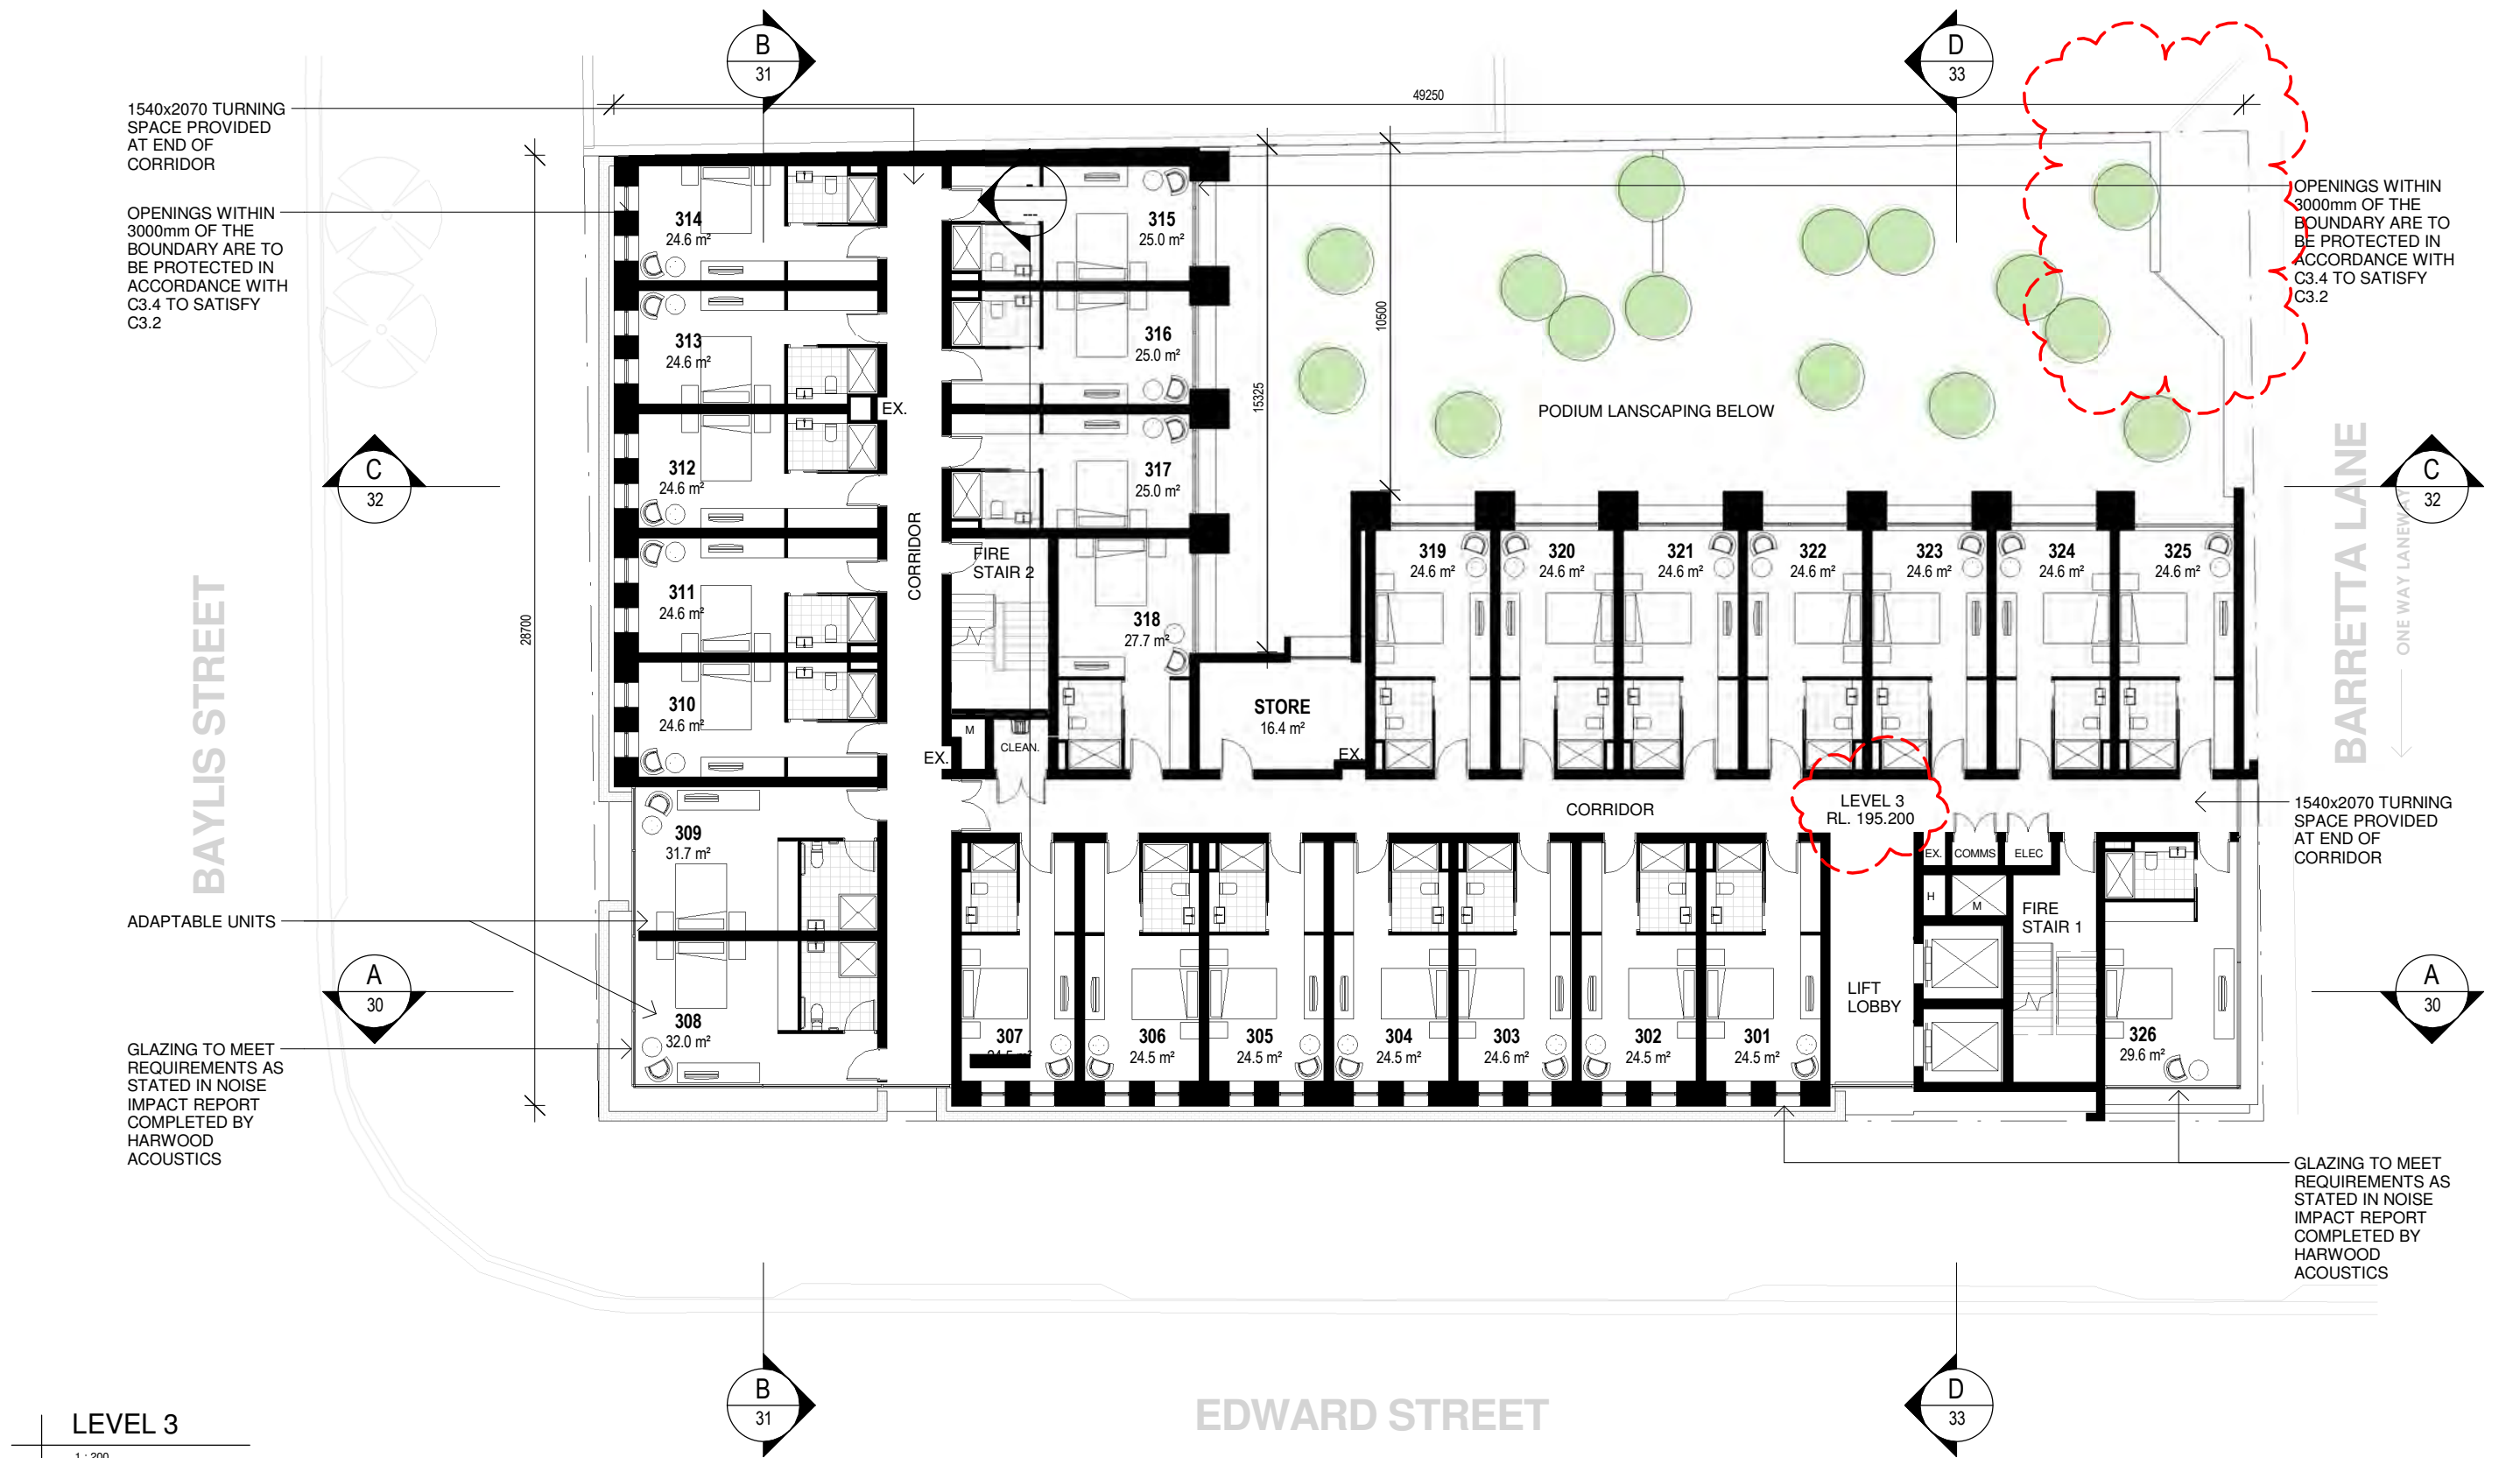 B
31
D
33
49250
1540x2070 TURNING
SPACE PROVIDED
AT END OF
CORRIDOR
OPENINGS WITHIN
3000mm OF THE
BOUNDARY ARE TO
BE PROTECTED IN
ACCORDANCE WITH
C3.4 TO SATISFY
C3.2
OPENINGS WITHIN
3000mm OF THE
BOUNDARY ARE TO
BE PROTECTED IN
ACCORDANCE WITH
C3.4 TO SATISFY
C3.2
314
24.6 m²
-
---
315
25.0 m²
313
24.6 m²
316
25.0 m²
10500
15325
EX.
PODIUM LANSCAPING BELOW
312
24.6 m²
317
25.0 m²
C
32
C
32
BARRETTA LANE
ONE WAY LANEWAY
CORRIDOR
FIRE
STAIR 2
311
24.6 m²
318
27.7 m²
28700
BAYLIS STREET
319
24.6 m²
320
24.6 m²
321
24.6 m²
322
24.6 m²
323
24.6 m²
324
24.6 m²
325
24.6 m²
310
24.6 m²
STORE
16.4 m²
M
CLEAN.
EX.
EX.
CORRIDOR
LEVEL 3
RL. 195.200
1540x2070 TURNING
SPACE PROVIDED
AT END OF
CORRIDOR
309
31.7 m²
EX.
COMMS
ELEC
H
M
FIRE
STAIR 1
ADAPTABLE UNITS
A
30
A
30
LIFT
LOBBY
308
32.0 m²
307
306
24.5 m²
305
24.5 m²
304
24.5 m²
303
24.6 m²
302
24.5 m²
301
24.5 m²
326
29.6 m²
GLAZING TO MEET
REQUIREMENTS AS
STATED IN NOISE
IMPACT REPORT
COMPLETED BY
HARWOOD
ACOUSTICS
GLAZING TO MEET
REQUIREMENTS AS
STATED IN NOISE
IMPACT REPORT
COMPLETED BY
HARWOOD
ACOUSTICS
B
31
D
33
EDWARD STREET
LEVEL 3
1 : 200